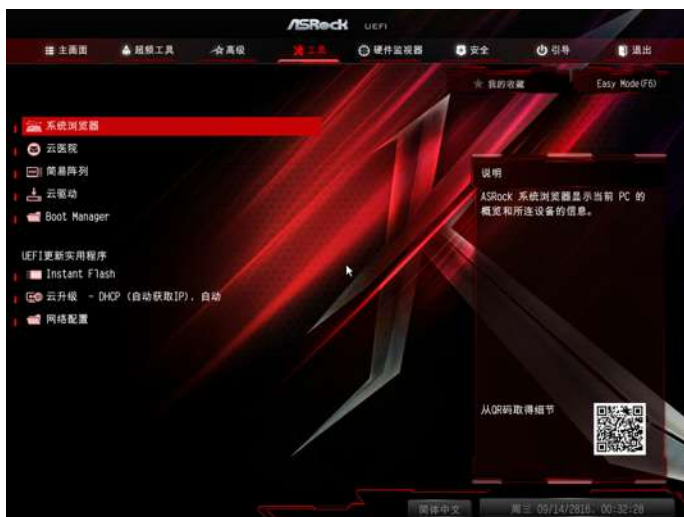 ASRock UEFI
主画面 超频工具 高级 工具 硬件监视器 安全 引导 退出
我的收藏 Easy Mode(F6)
系统浏览器
云医院
简易阵列
云驱动
Boot Manager
UEFI更新实用程序
Instant Flash
云升级 - DHCP (自动获取IP), 自动
网络配置
说明
ASRock 系统浏览器显示当前 PC 的
概览和所连设备的信息。
从QR码取得细节
简体中文 周三 09/14/2816, 00:32:28